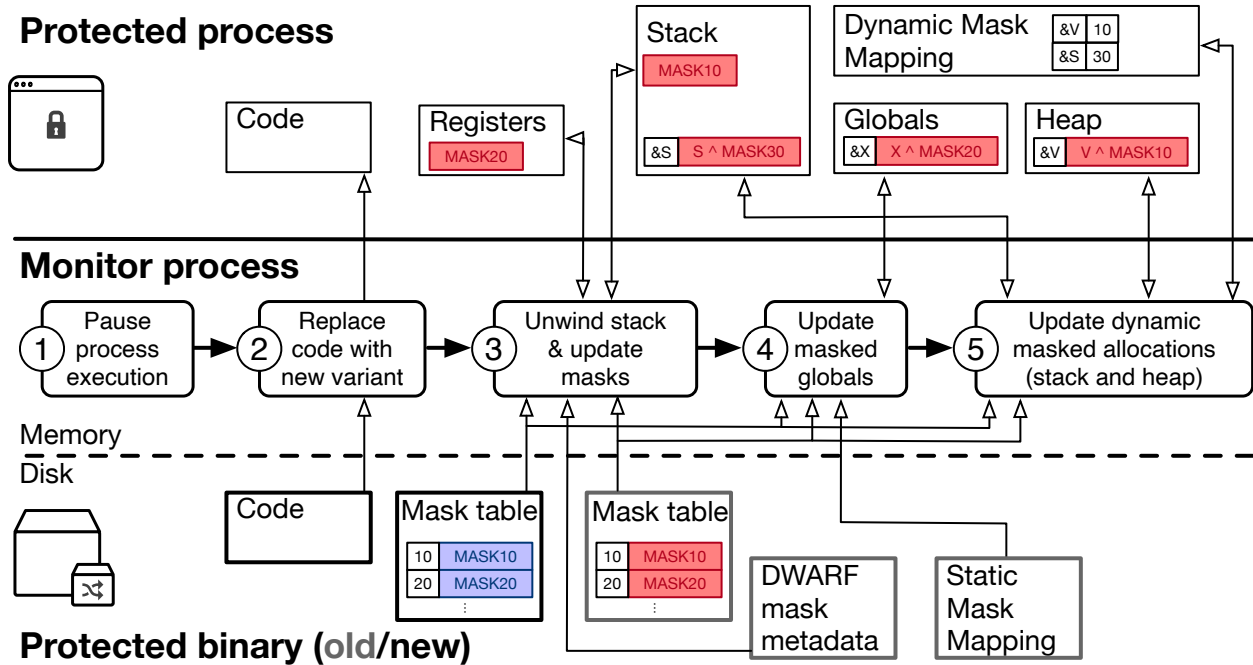 Protected process
Code
Registers
MASK20
Stack
MASK10
&S S ^ MASK30
Dynamic Mask
Mapping
&V 10
&S 30
Globals
&X X ^ MASK20
Heap
&V V ^ MASK10
Monitor process
1
Pause
process
execution
2
Replace
code with
new variant
3
Unwind stack
& update
masks
4
Update
masked
globals
5
Update dynamic
masked allocations
(stack and heap)
Memory
Disk
Code
Mask table
10 MASK10
20 MASK20
⋮
Mask table
10 MASK10
20 MASK20
⋮
DWARF
mask
metadata
Static
Mask
Mapping
Protected binary (old/new)